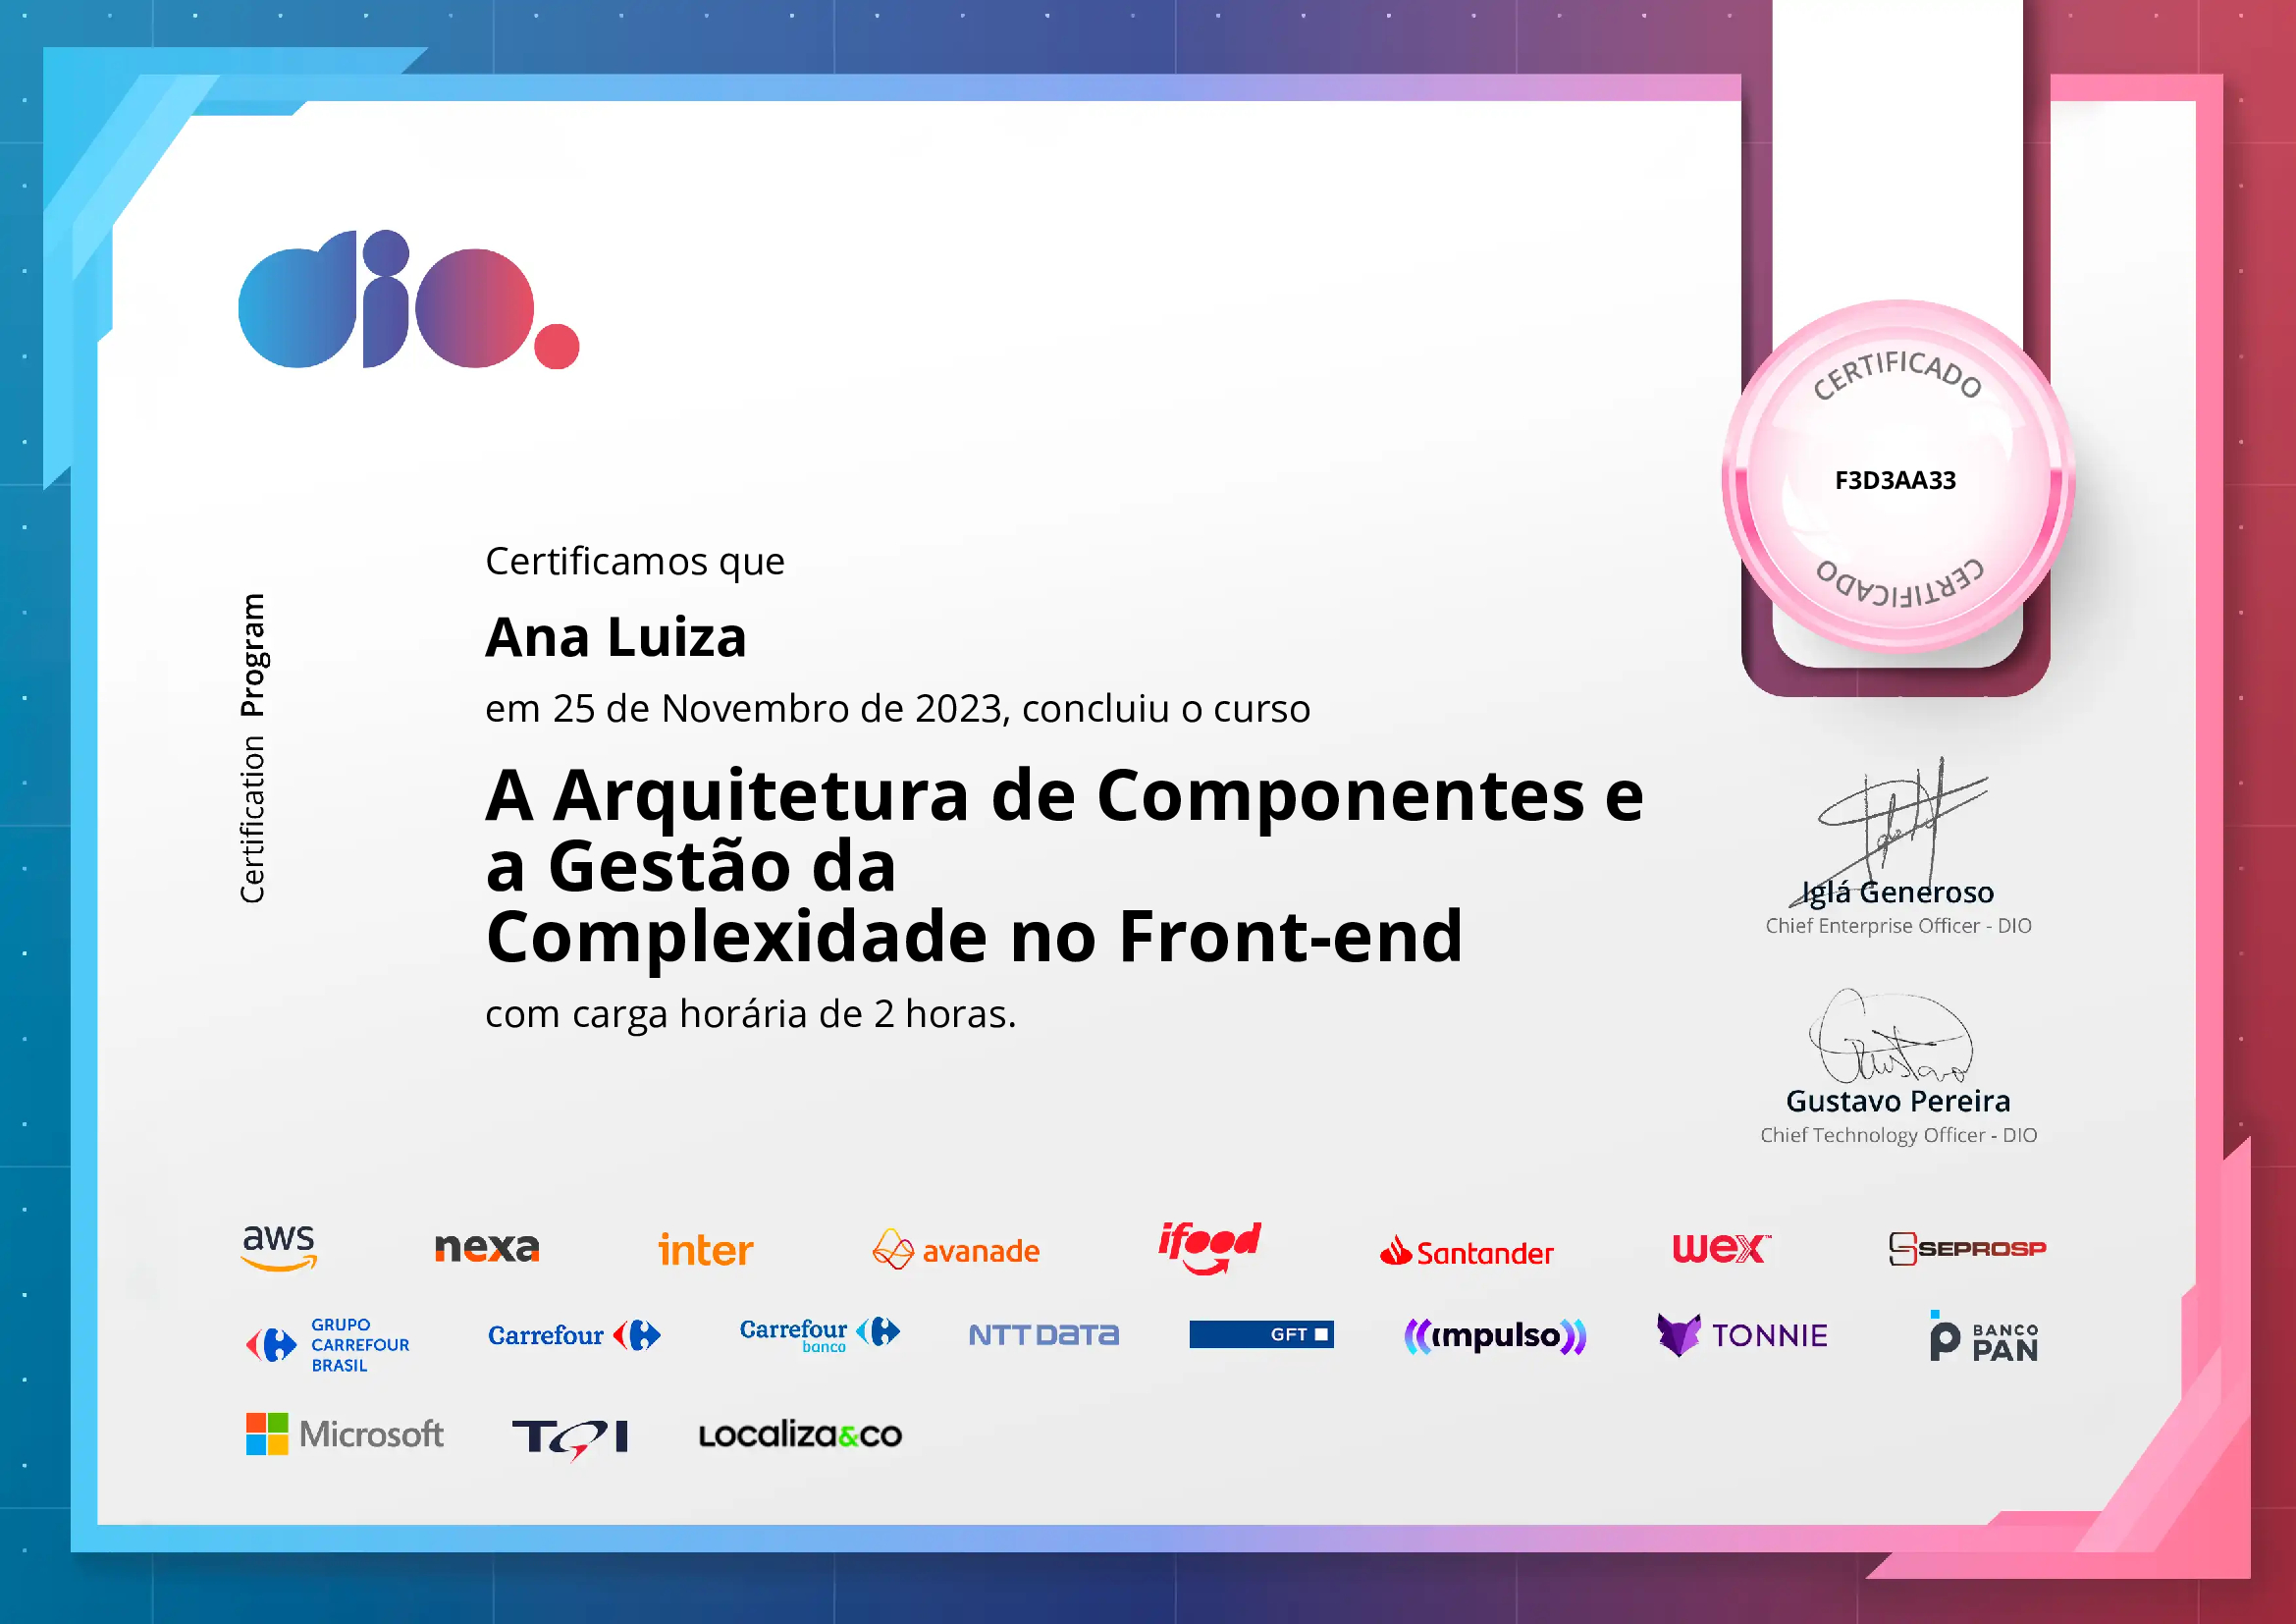 dio.
CERTIFICADO
F3D3AA33
CERTIFICADO
Certification Program
Certificamos que
Ana Luiza
em 25 de Novembro de 2023, concluiu o curso
A Arquitetura de Componentes e
a Gestão da
Complexidade no Front-end
com carga horária de 2 horas.
Iglá Generoso
Chief Enterprise Officer - DIO
Gustavo
Gustavo Pereira
Chief Technology Officer - DIO
aws
nexa
inter
avanade
ifood
Santander
wex™
SEPROSP
GRUPO
CARREFOUR
BRASIL
Carrefour
Carrefour
banco
NTT DATA
GFT
impulso
TONNIE
BANCO
PAN
Microsoft
TQI
Localiza&co